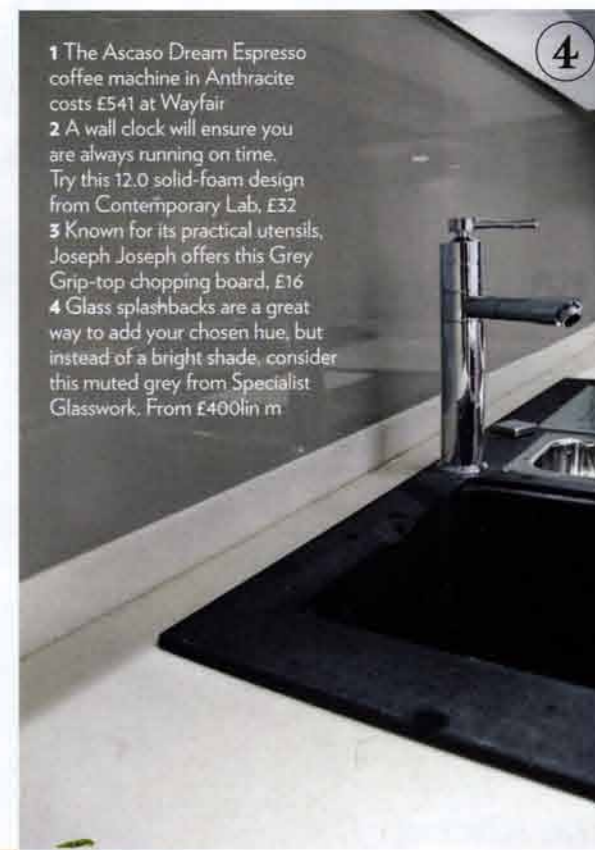 4
1 The Ascaso Dream Espresso
coffee machine in Anthracite
costs £541 at Wayfair
2 A wall clock will ensure you
are always running on time.
Try this 12.0 solid-foam design
from Contemporary Lab, £32
3 Known for its practical utensils,
Joseph Joseph offers this Grey
Grip-top chopping board, £16
4 Glass splashbacks are a great
way to add your chosen hue, but
instead of a bright shade, consider
this muted grey from Specialist
Glasswork. From £400lin m